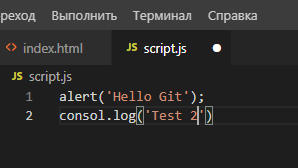 реход Выполнить Терминал Справка
index.html JS script.js
JS script.js
1 alert('Hello Git');
2 consol.log('Test 2')